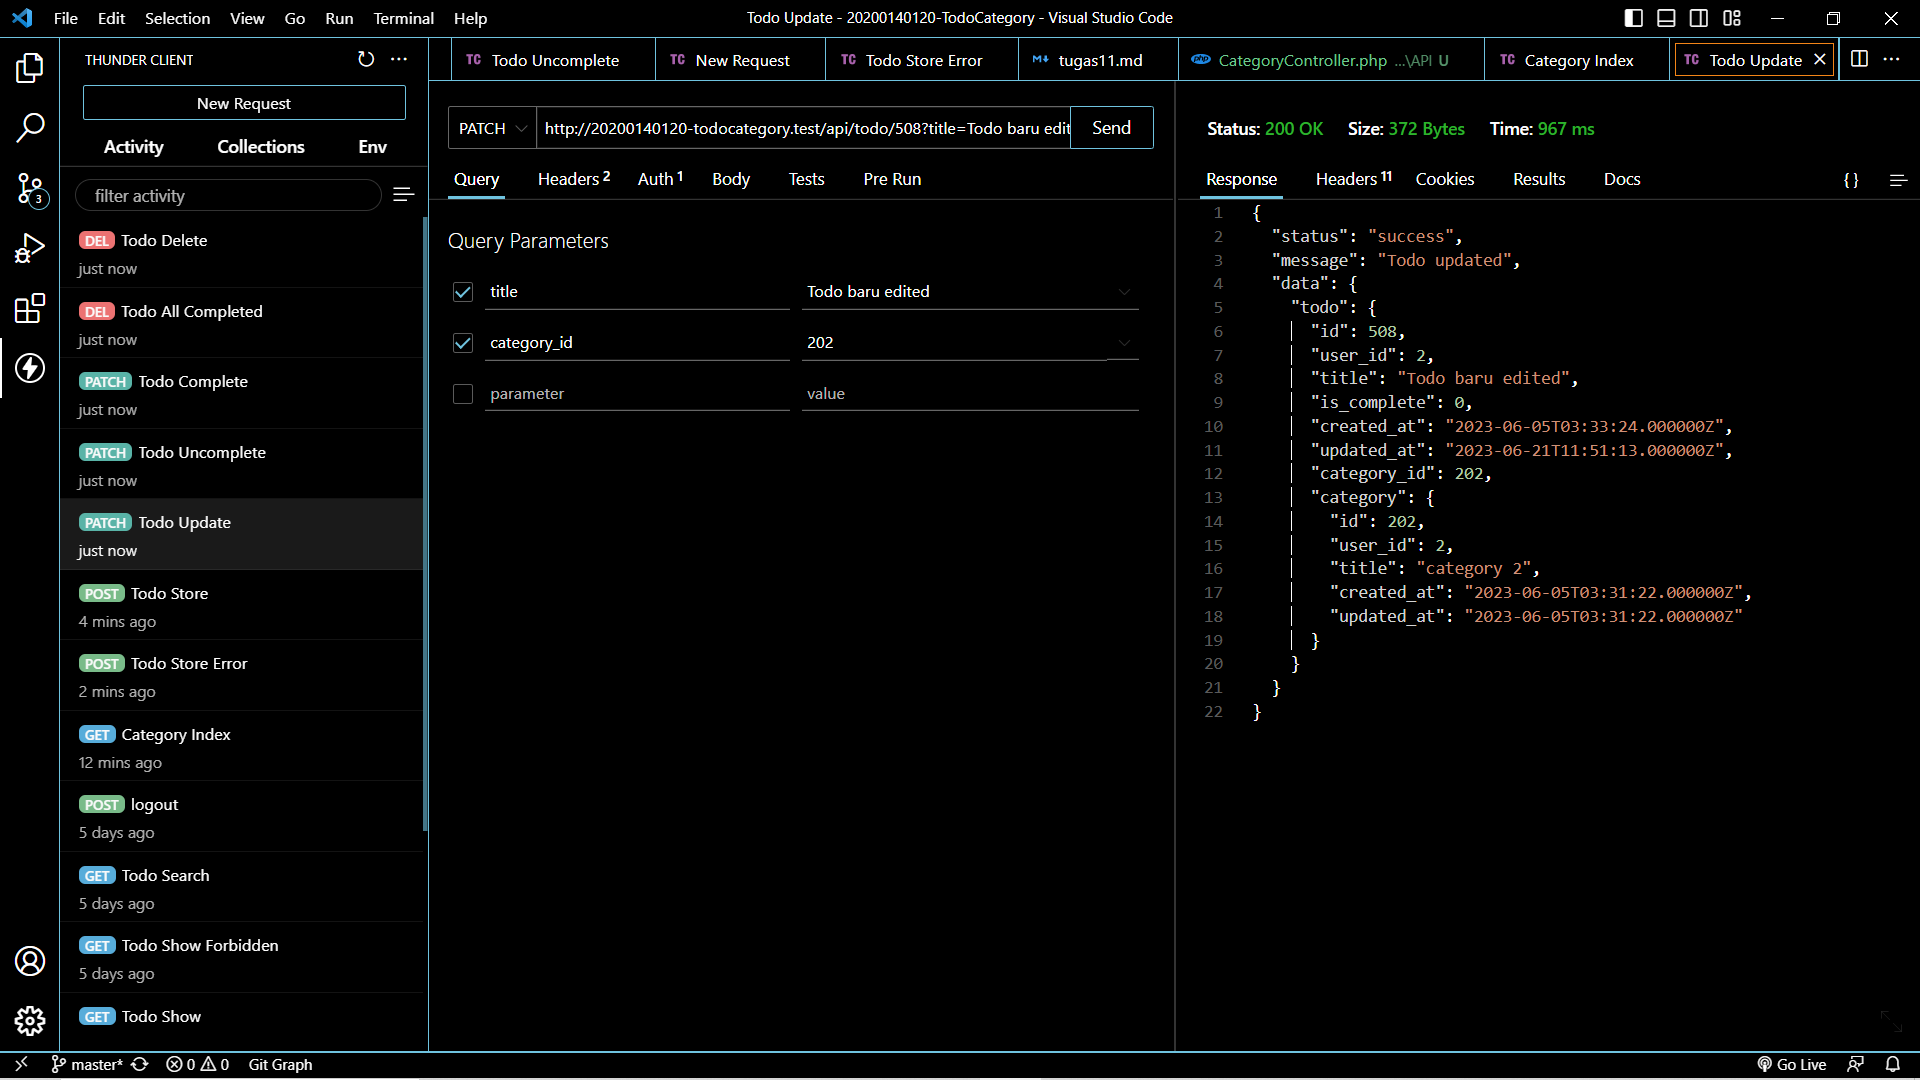 File Edit Selection View Go Run Terminal Help
Todo Update - 20200140120-TodoCategory - Visual Studio Code
THUNDER CLIENT
New Request
Activity Collections Env
filter activity
DEL Todo Delete
just now
DEL Todo All Completed
just now
PATCH Todo Complete
just now
PATCH Todo Uncomplete
just now
PATCH Todo Update
just now
POST Todo Store
4 mins ago
POST Todo Store Error
2 mins ago
GET Category Index
12 mins ago
POST logout
5 days ago
GET Todo Search
5 days ago
GET Todo Show Forbidden
5 days ago
GET Todo Show
3
TC Todo Uncomplete TC New Request TC Todo Store Error M↓ tugas11.md php CategoryController.php ...\API U TC Category Index TC Todo Update
PATCH http://20200140120-todocategory.test/api/todo/508?title=Todo baru edit Send
Query Headers 2 Auth 1 Body Tests Pre Run
Query Parameters
title Todo baru edited
category_id 202
parameter value
Status: 200 OK Size: 372 Bytes Time: 967 ms
Response Headers 11 Cookies Results Docs {}
1 {
2 "status": "success",
3 "message": "Todo updated",
4 "data": {
5 "todo": {
6 "id": 508,
7 "user_id": 2,
8 "title": "Todo baru edited",
9 "is_complete": 0,
10 "created_at": "2023-06-05T03:33:24.000000Z",
11 "updated_at": "2023-06-21T11:51:13.000000Z",
12 "category_id": 202,
13 "category": {
14 "id": 202,
15 "user_id": 2,
16 "title": "category 2",
17 "created_at": "2023-06-05T03:31:22.000000Z",
18 "updated_at": "2023-06-05T03:31:22.000000Z"
19 }
20 }
21 }
22 }
master* 0 0 Git Graph Go Live